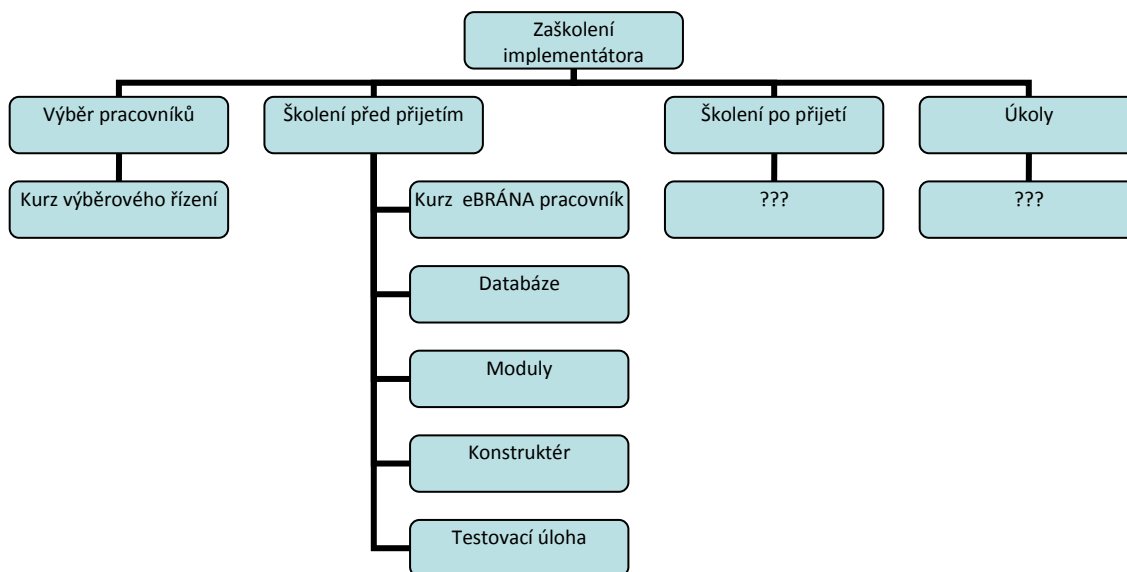 Zaškolení
implementátora
Výběr pracovníků
Školení před přijetím
Školení po přijetí
Úkoly
Kurz výběrového řízení
Kurz eBRÁNA pracovník
???
???
Databáze
Moduly
Konstruktér
Testovací úloha